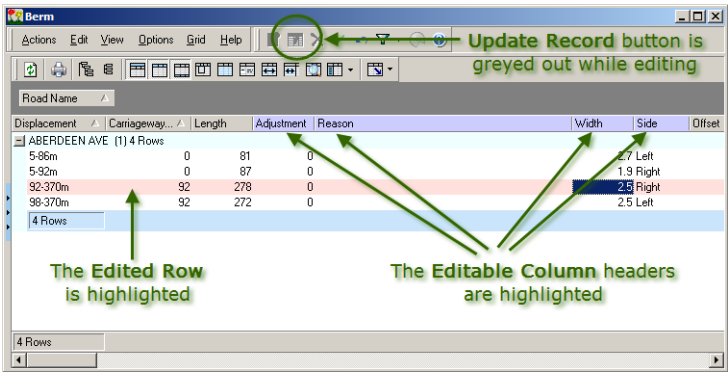 Berm
Actions Edit View Options Grid Help
Update Record button is
greyed out while editing
Road Name
Displacement Carriageway... Length Adjustment Reason Width Side Offset
ABERDEEN AVE (1) 4 Rows
5-86m 0 81 0 2.7 Left
5-92m 0 87 0 1.9 Right
92-370m 92 278 0 2.5 Right
98-370m 92 272 0 2.5 Left
4 Rows
The Edited Row
is highlighted
The Editable Column headers
are highlighted
4 Rows